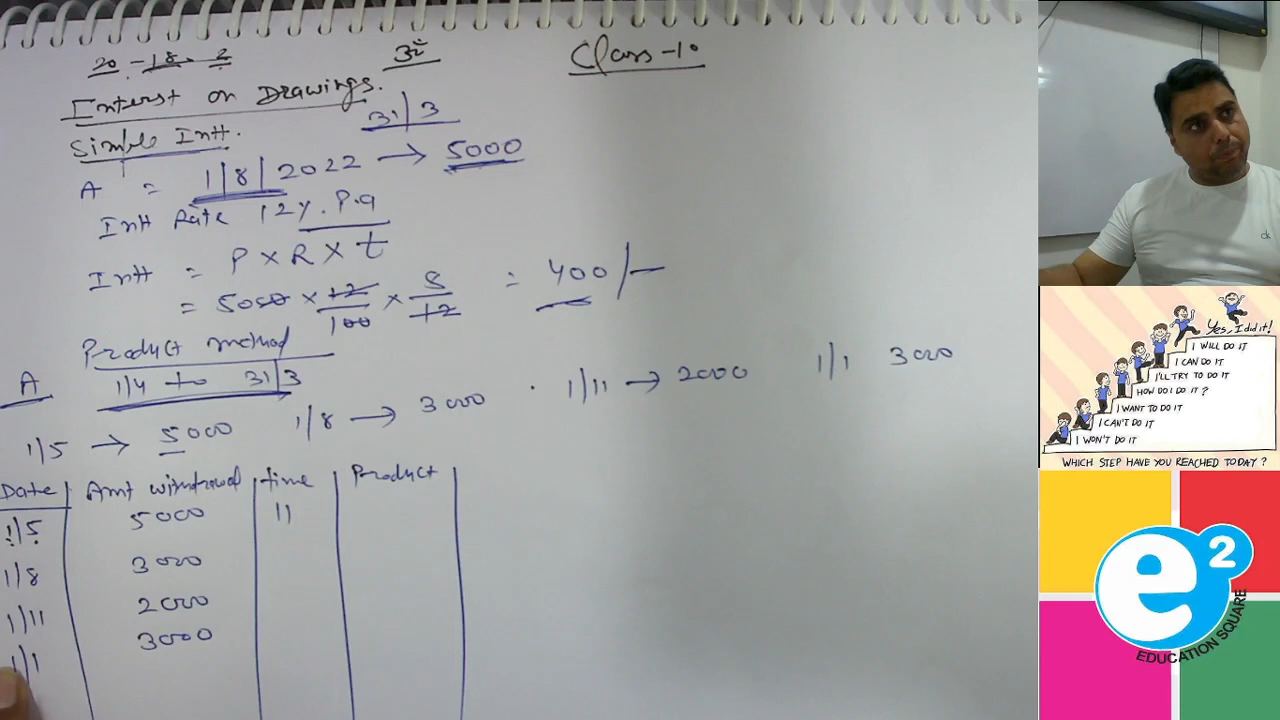 20 - 18. 2
32
Class-10
Interst on Drawings.
31/3
Simple Intt.
A = 1/8/2022 → 5000
Intt Rate 12%. P.a
Intt = P × R × t
= 5000 × 12/100 × 8/12 = 400/-
Product method
A 1/4 to 31/3
1/5 → 5000 1/8 → 3000 1/11 → 2000 1/1 3000
Date Amt withdrawl time Product
1/5 5000 11
1/8 3000
1/11 2000
1/1 3000
Yes, I did it!
I WILL DO IT
I CAN DO IT
I'LL TRY TO DO IT
HOW DO I DO IT?
I WANT TO DO IT
I CAN'T DO IT
I WON'T DO IT
WHICH STEP HAVE YOU REACHED TODAY?
e2
EDUCATION SQUARE